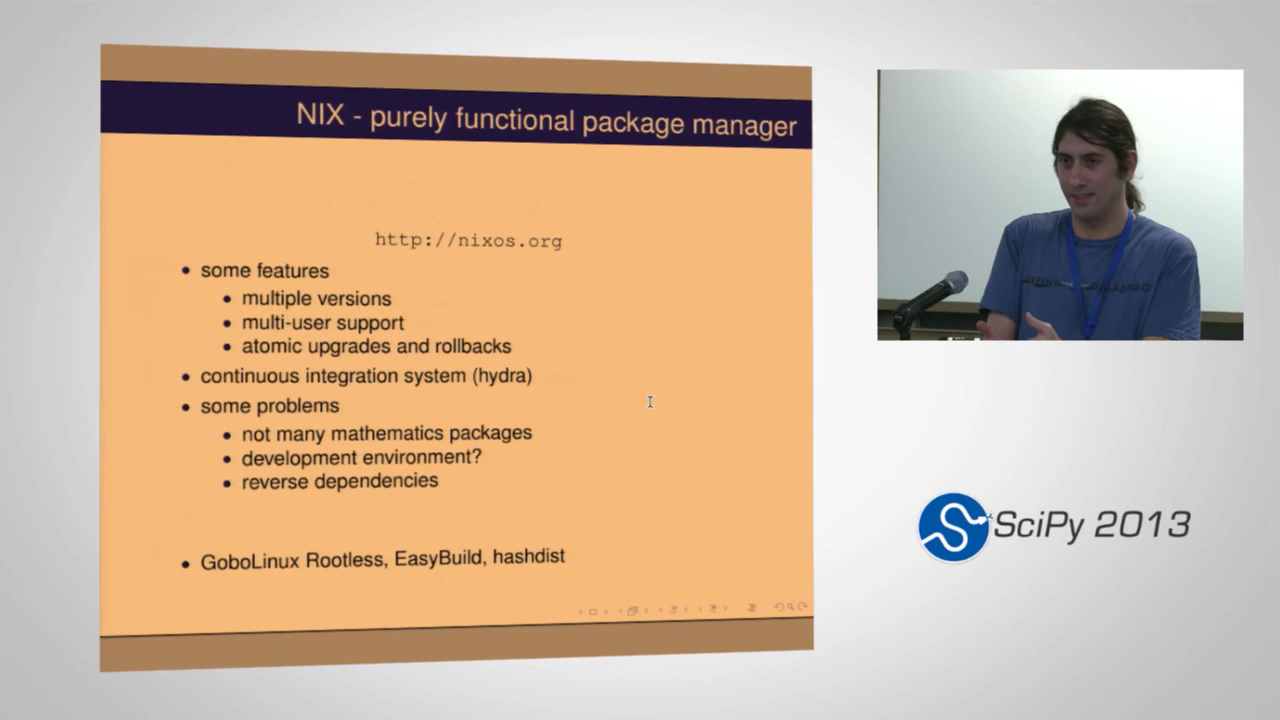 NIX - purely functional package manager
http://nixos.org
• some features
• multiple versions
• multi-user support
• atomic upgrades and rollbacks
• continuous integration system (hydra)
• some problems
• not many mathematics packages
• development environment?
• reverse dependencies
• GoboLinux Rootless, EasyBuild, hashdist
SciPy 2013